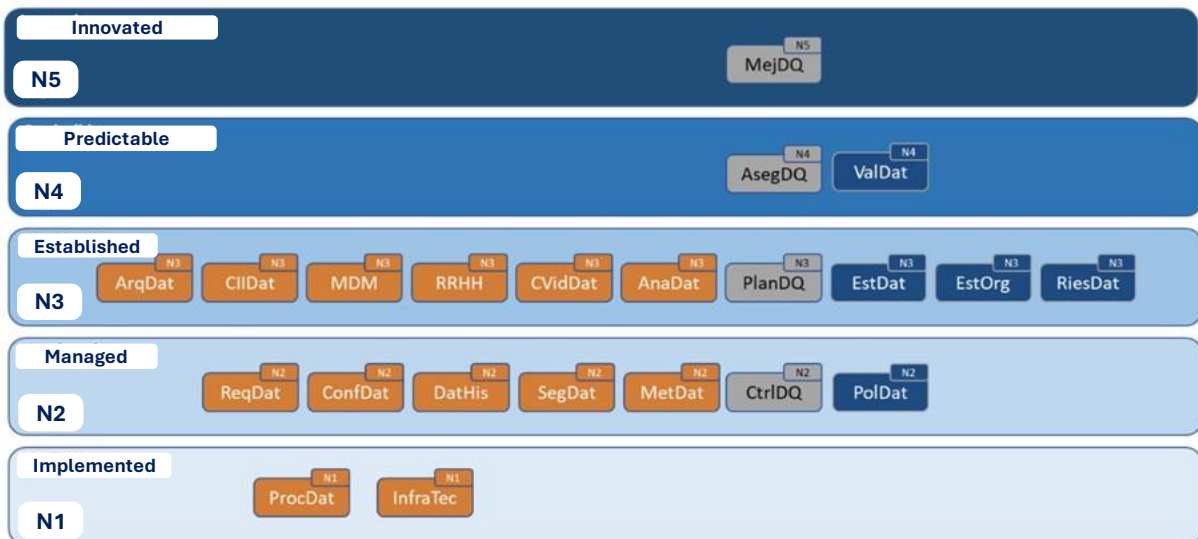 Innovated
N5
N5
MejDQ
Predictable
N4
N4
AsegDQ
N4
ValDat
Established
N3
N3
ArqDat
N3
CIIDat
N3
MDM
N3
RRHH
N3
CVidDat
N3
AnaDat
N3
PlanDQ
N3
EstDat
N3
EstOrg
N3
RiesDat
Managed
N2
N2
ReqDat
N2
ConfDat
N2
DatHis
N2
SegDat
N2
MetDat
N2
CtrlDQ
N2
PolDat
Implemented
N1
N1
ProcDat
N1
InfraTec